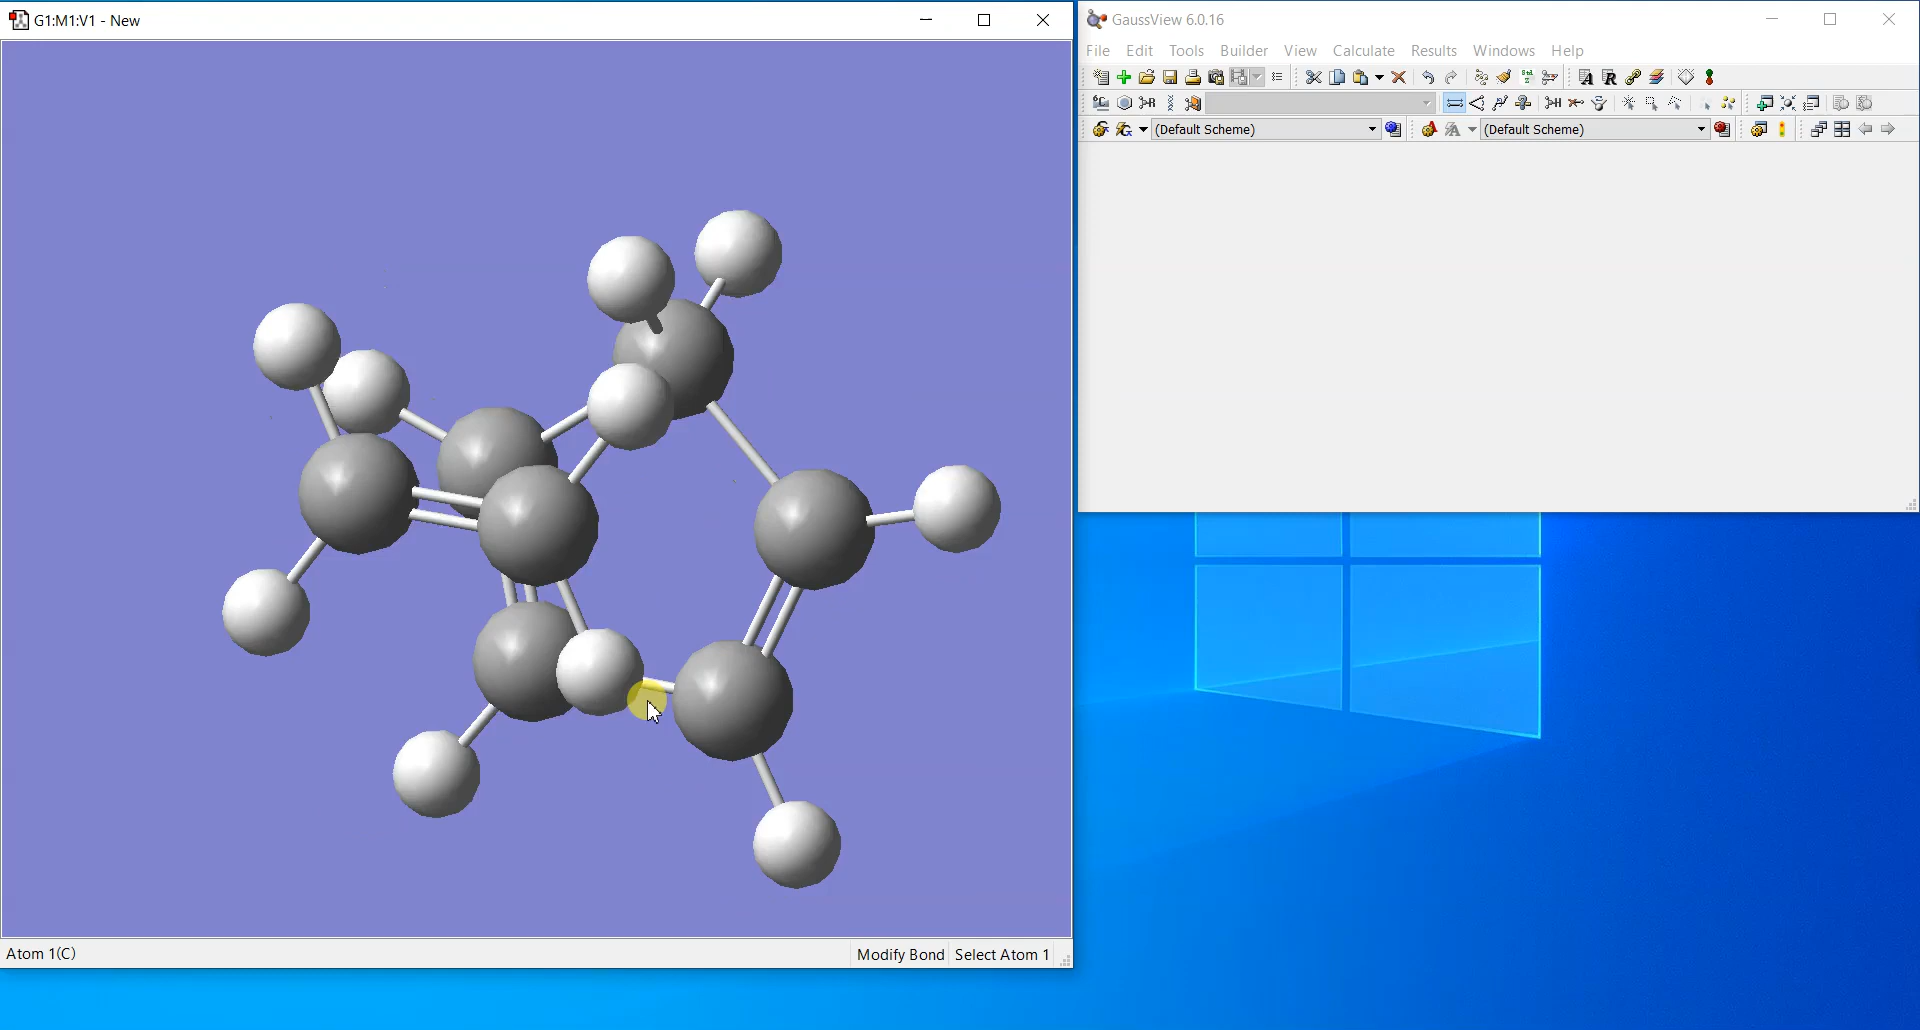 G1:M1:V1 - New
GaussView 6.0.16
File Edit Tools Builder View Calculate Results Windows Help
(Default Scheme) (Default Scheme)
Atom 1(C) Modify Bond Select Atom 1